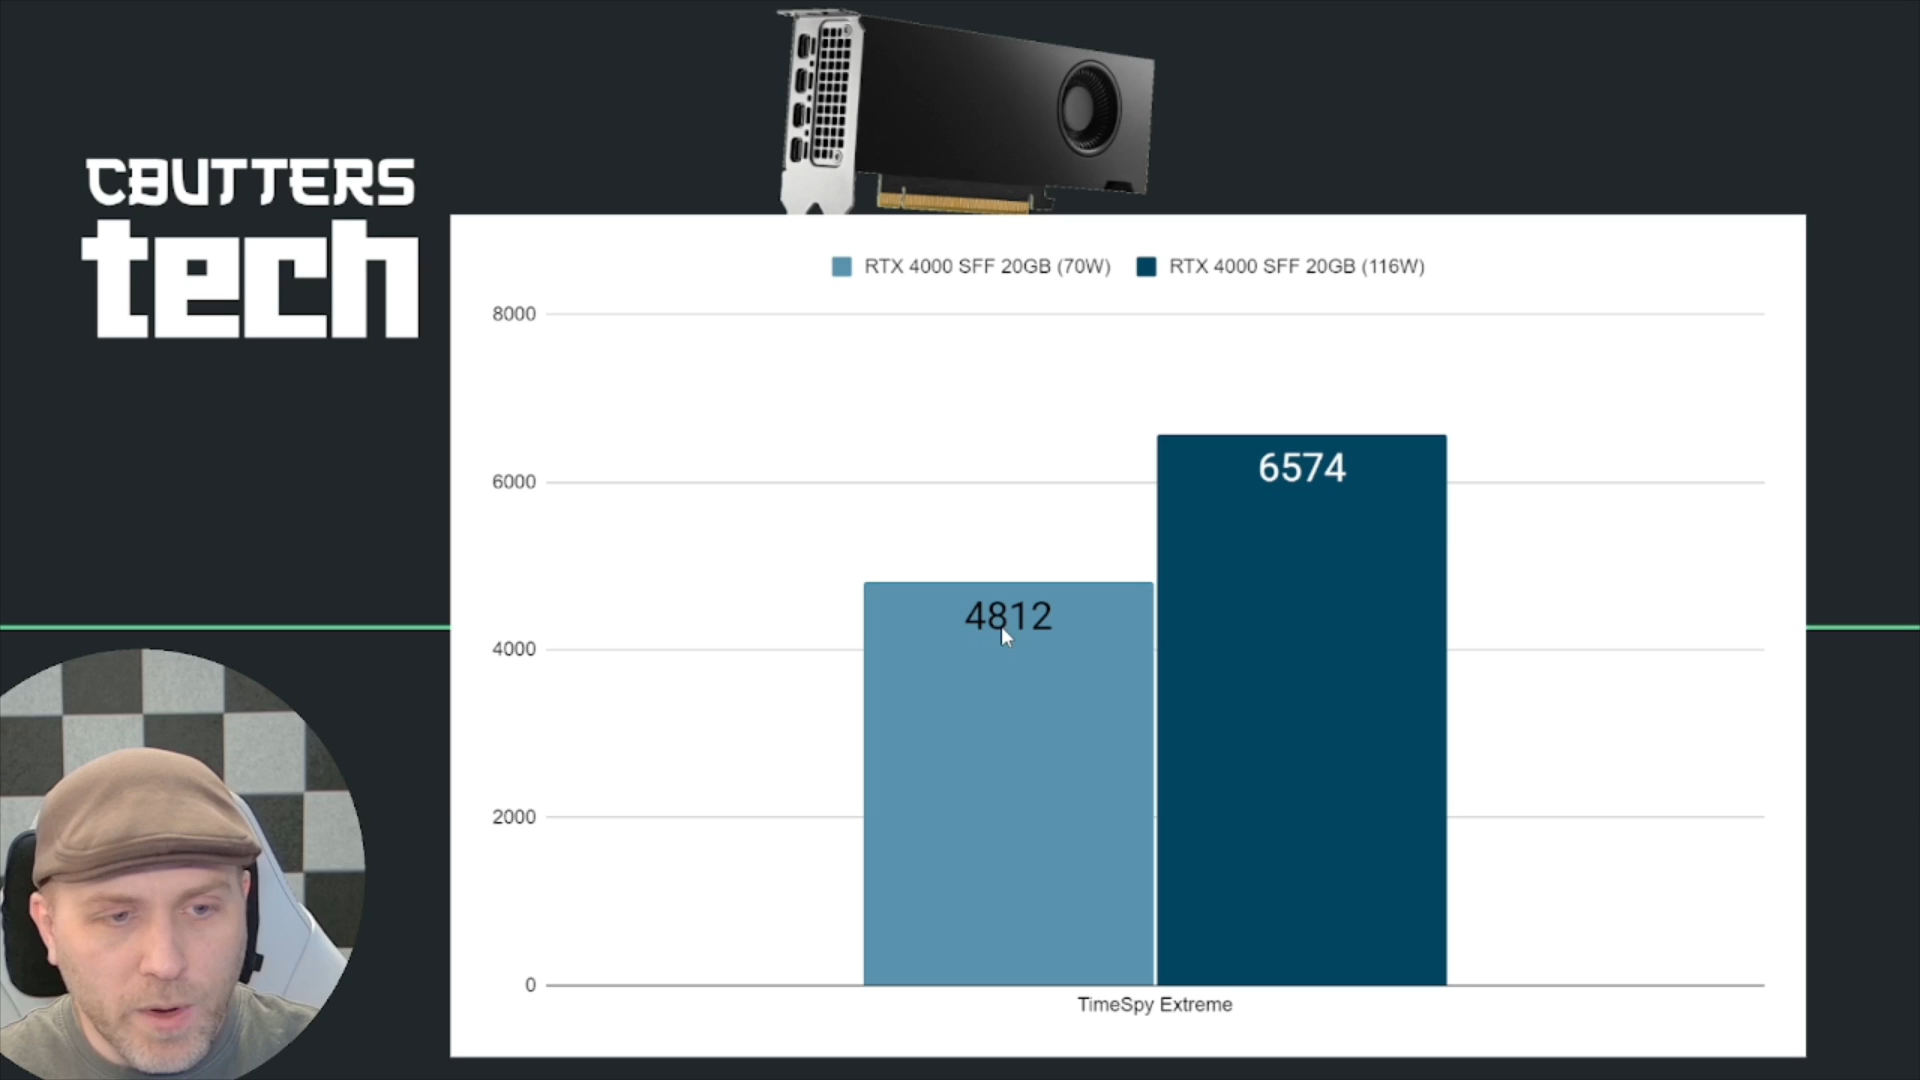 CBUTTERS
tech
RTX 4000 SFF 20GB (70W) RTX 4000 SFF 20GB (116W)
8000
6000
4000
2000
0
6574
4812
TimeSpy Extreme